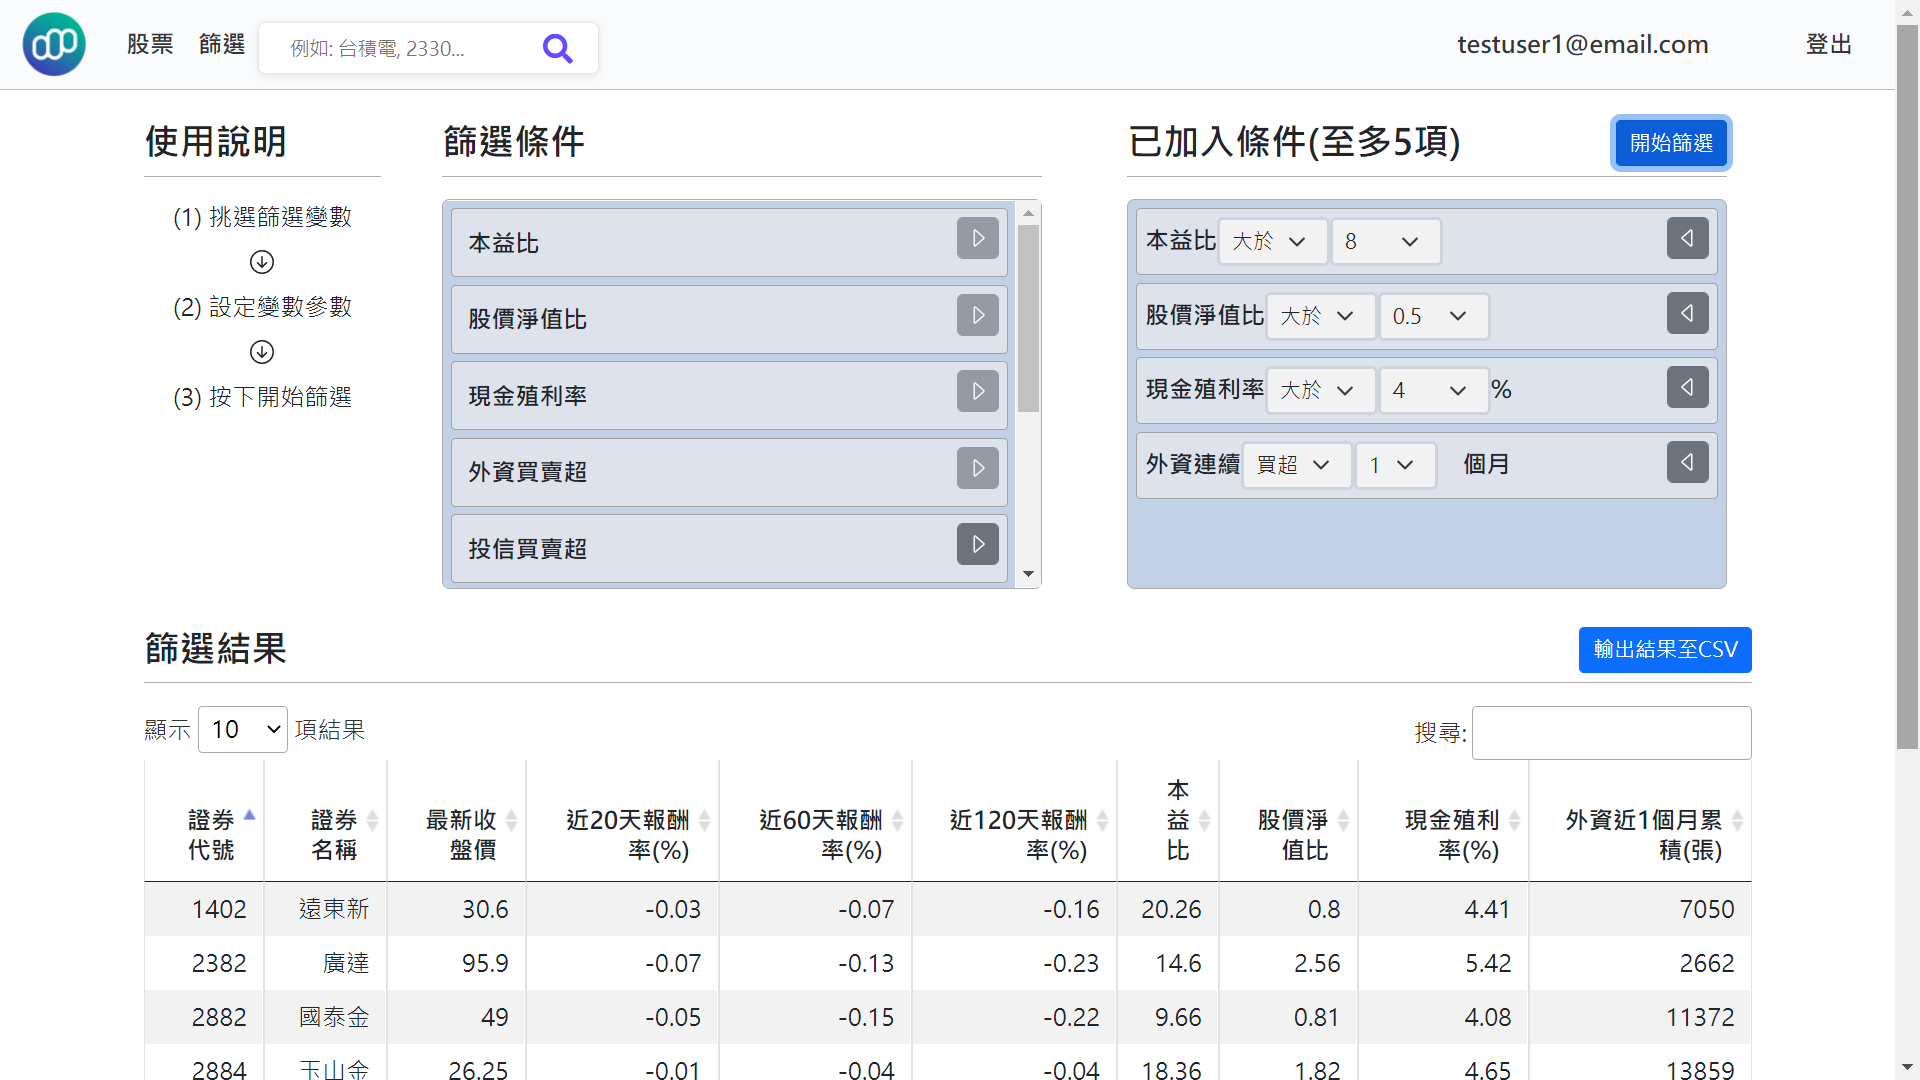 股票 篩選 例如: 台積電, 2330... testuser1@email.com 登出
使用說明
(1) 挑選篩選變數
(2) 設定變數參數
(3) 按下開始篩選
篩選條件
本益比
股價淨值比
現金殖利率
外資買賣超
投信買賣超
已加入條件(至多5項) 開始篩選
本益比 大於 8
股價淨值比 大於 0.5
現金殖利率 大於 4 %
外資連續 買超 1 個月
篩選結果 輸出結果至CSV
顯示 10 項結果 搜尋:
證券代號 證券名稱 最新收盤價 近20天報酬率(%) 近60天報酬率(%) 近120天報酬率(%) 本益比 股價淨值比 現金殖利率(%) 外資近1個月累積(張)
1402 遠東新 30.6 -0.03 -0.07 -0.16 20.26 0.8 4.41 7050
2382 廣達 95.9 -0.07 -0.13 -0.23 14.6 2.56 5.42 2662
2882 國泰金 49 -0.05 -0.15 -0.22 9.66 0.81 4.08 11372
2884 玉山金 26.25 -0.01 -0.04 -0.04 18.36 1.82 4.65 13859